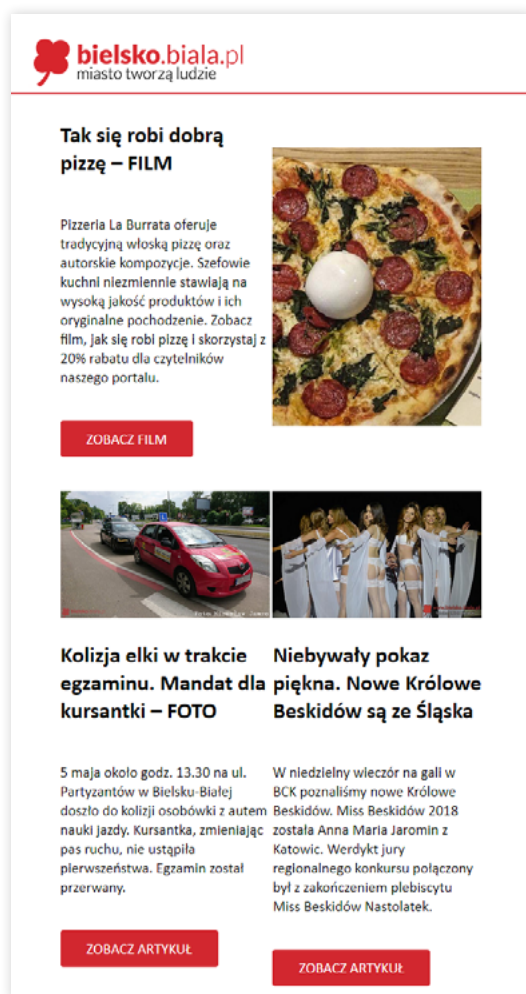 bielsko.biala.pl
miasto tworzą ludzie
Tak się robi dobrą
pizzę – FILM
Pizzeria La Burrata oferuje
tradycyjną włoską pizzę oraz
autorskie kompozycje. Szefowie
kuchni niezmiennie stawiają na
wysoką jakość produktów i ich
oryginalne pochodzenie. Zobacz
film, jak się robi pizzę i skorzystaj z
20% rabatu dla czytelników
naszego portalu.
ZOBACZ FILM
Kolizja elki w trakcie
egzaminu. Mandat dla
kursantki – FOTO
5 maja około godz. 13.30 na ul.
Partyzantów w Bielsku-Białej
doszło do kolizji osobówki z autem
nauki jazdy. Kursantka, zmieniając
pas ruchu, nie ustąpiła
pierwszeństwa. Egzamin został
przerwany.
ZOBACZ ARTYKUŁ
Niebywały pokaz
piękna. Nowe Królowe
Beskidów są ze Śląska
W niedzielny wieczór na gali w
BCK poznaliśmy nowe Królowe
Beskidów. Miss Beskidów 2018
została Anna Maria Jaromin z
Katowic. Werdykt jury
regionalnego konkursu połączony
był z zakończeniem plebiscytu
Miss Beskidów Nastolatek.
ZOBACZ ARTYKUŁ